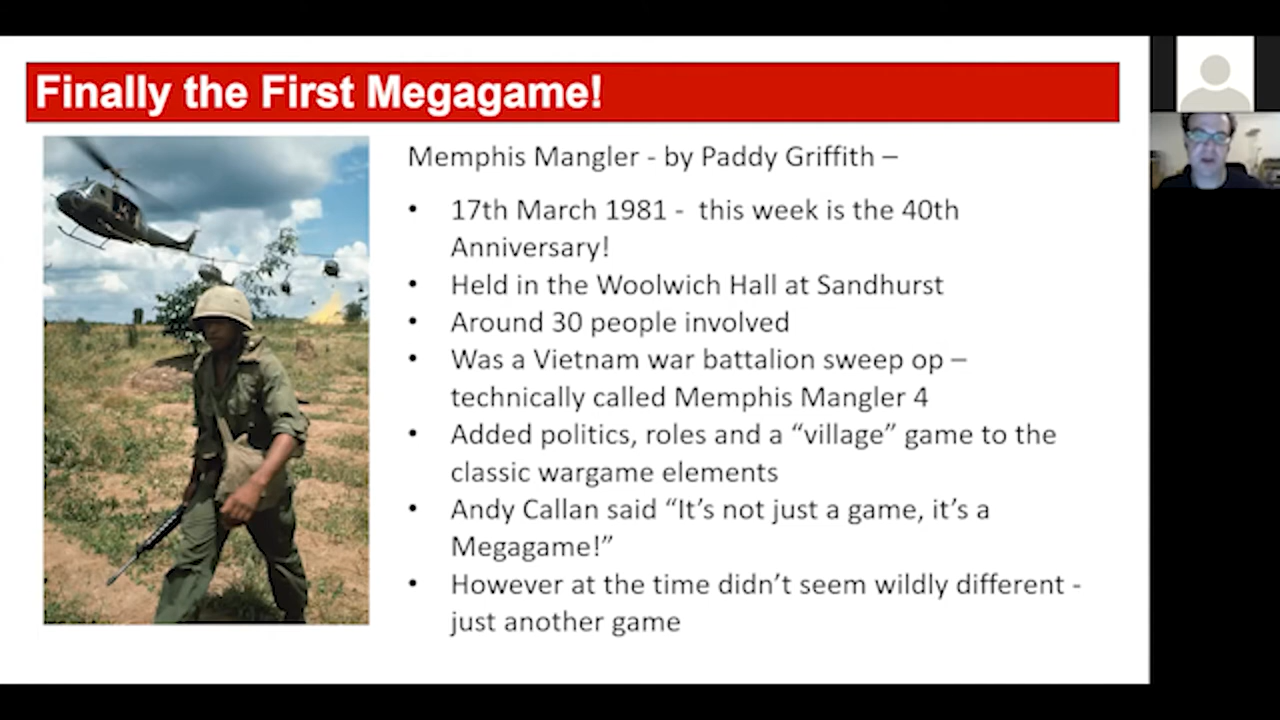 Finally the First Megagame!
Memphis Mangler - by Paddy Griffith –
• 17th March 1981 - this week is the 40th
Anniversary!
• Held in the Woolwich Hall at Sandhurst
• Around 30 people involved
• Was a Vietnam war battalion sweep op –
technically called Memphis Mangler 4
• Added politics, roles and a “village” game to the
classic wargame elements
• Andy Callan said “It’s not just a game, it’s a
Megagame!”
• However at the time didn’t seem wildly different -
just another game